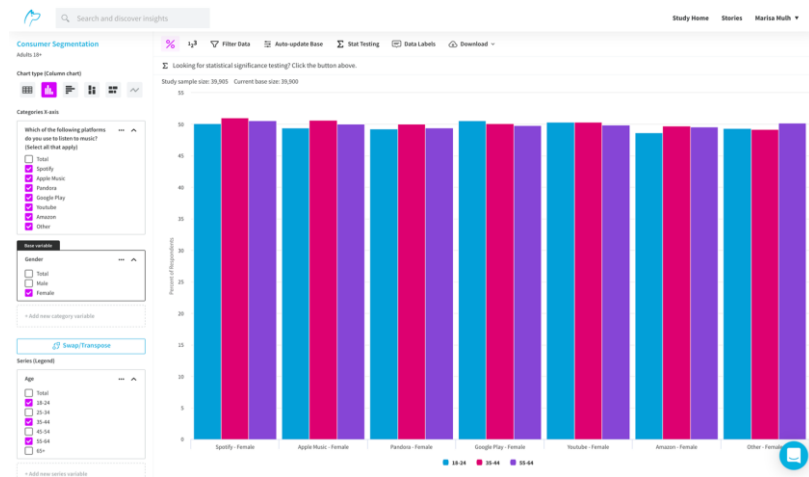 Search and discover insights
Study Home Stories Marisa Mulh
Consumer Segmentation
Adults 18+
Chart type (Column chart)
Categories X-axis
Which of the following platforms
do you use to listen to music?
(Select all that apply)
Total
Spotify
Apple Music
Pandora
Google Play
Youtube
Amazon
Other
Base variable
Gender
Total
Male
Female
+ Add new category variable
Swap/Transpose
Series (Legend)
Age
Total
18-24
25-34
35-44
45-54
55-64
65+
+ Add new series variable
% 1₂3 Filter Data Auto-update Base Σ Stat Testing Data Labels Download
Σ Looking for statistical significance testing? Click the button above.
Study sample size: 39,905 Current base size: 39,900
55
50
45
40
35
30
25
20
15
10
5
0
Percent of Respondents
Spotify - Female Apple Music - Female Pandora - Female Google Play - Female Youtube - Female Amazon - Female Other - Female
18-24 35-44 55-64